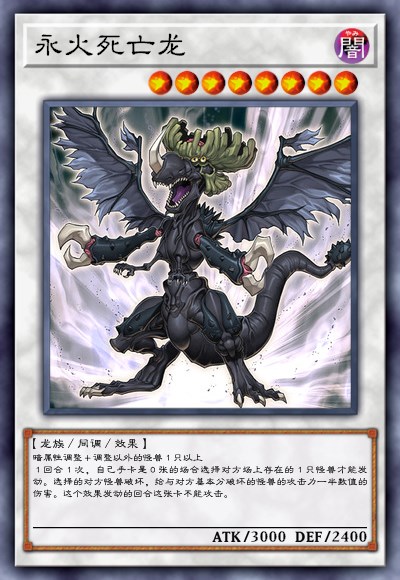 永火死亡龙
やみ
闇
【龙族／同调／效果】
暗属性调整＋调整以外的怪兽1只以上
1回合1次，自己手卡是0张的场合选择对方场上存在的1只怪兽才能发
动。选择的对方怪兽破坏，给与对方基本分破坏的怪兽的攻击力一半数值的
伤害。这个效果发动的回合这张卡不能攻击。
ATK/3000 DEF/2400